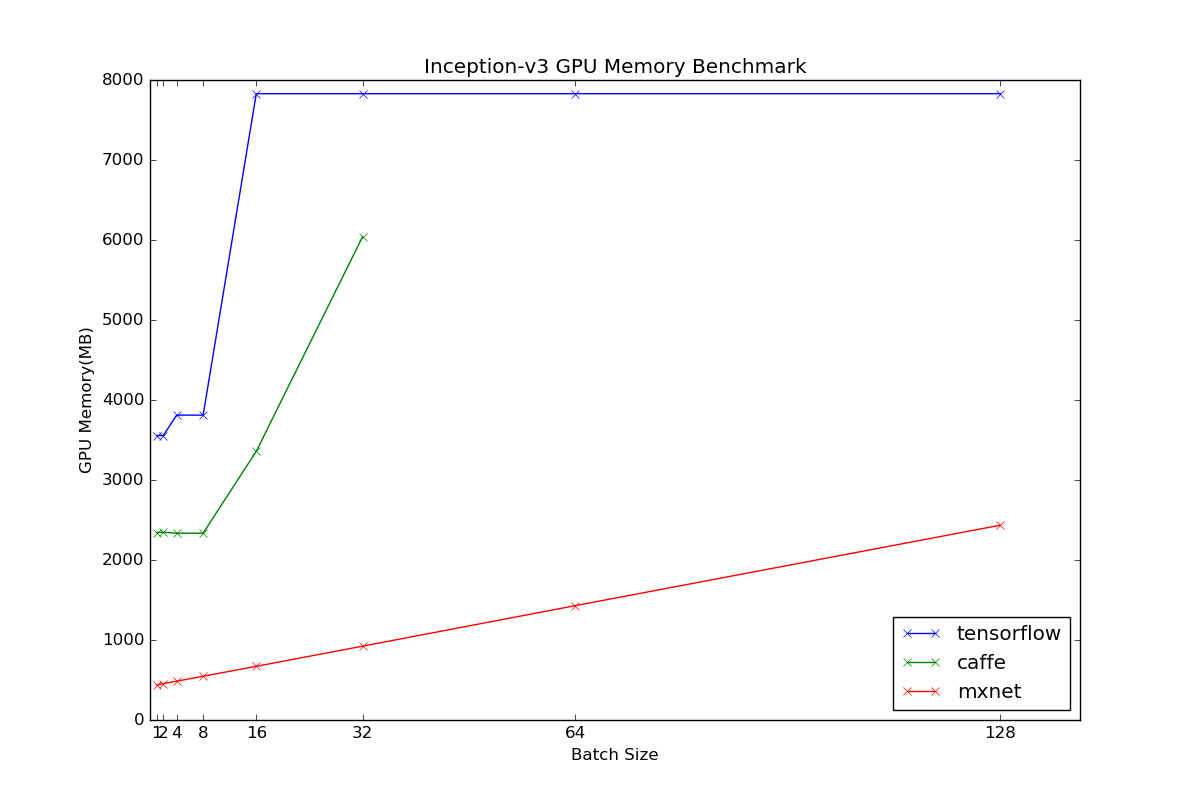 Inception-v3 GPU Memory Benchmark
8000
7000
6000
5000
4000
3000
2000
1000
0
GPU Memory(MB)
1 2 4 8 16 32 64 128
Batch Size
tensorflow
caffe
mxnet